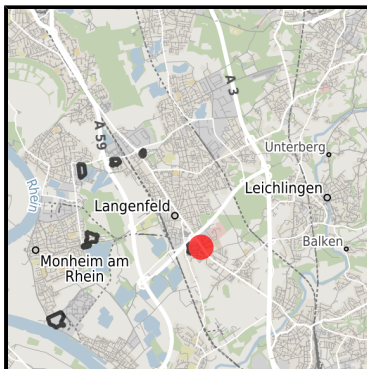 A 3
A 59
Unterberg
Rhein
Leichlingen
Langenfeld
Balken
Monheim am
Rhein